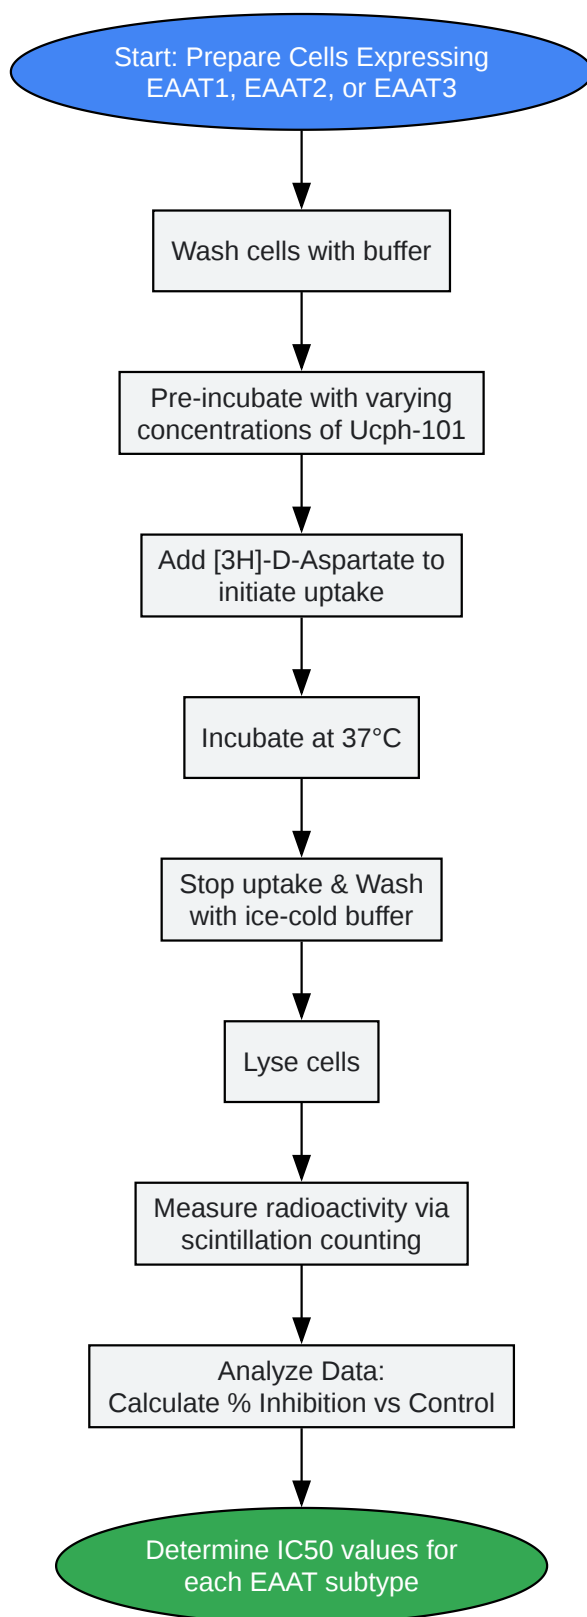 Start: Prepare Cells Expressing
EAAT1, EAAT2, or EAAT3
Wash cells with buffer
Pre-incubate with varying
concentrations of Ucph-101
Add [3H]-D-Aspartate to
initiate uptake
Incubate at 37°C
Stop uptake & Wash
with ice-cold buffer
Lyse cells
Measure radioactivity via
scintillation counting
Analyze Data:
Calculate % Inhibition vs Control
Determine IC50 values for
each EAAT subtype